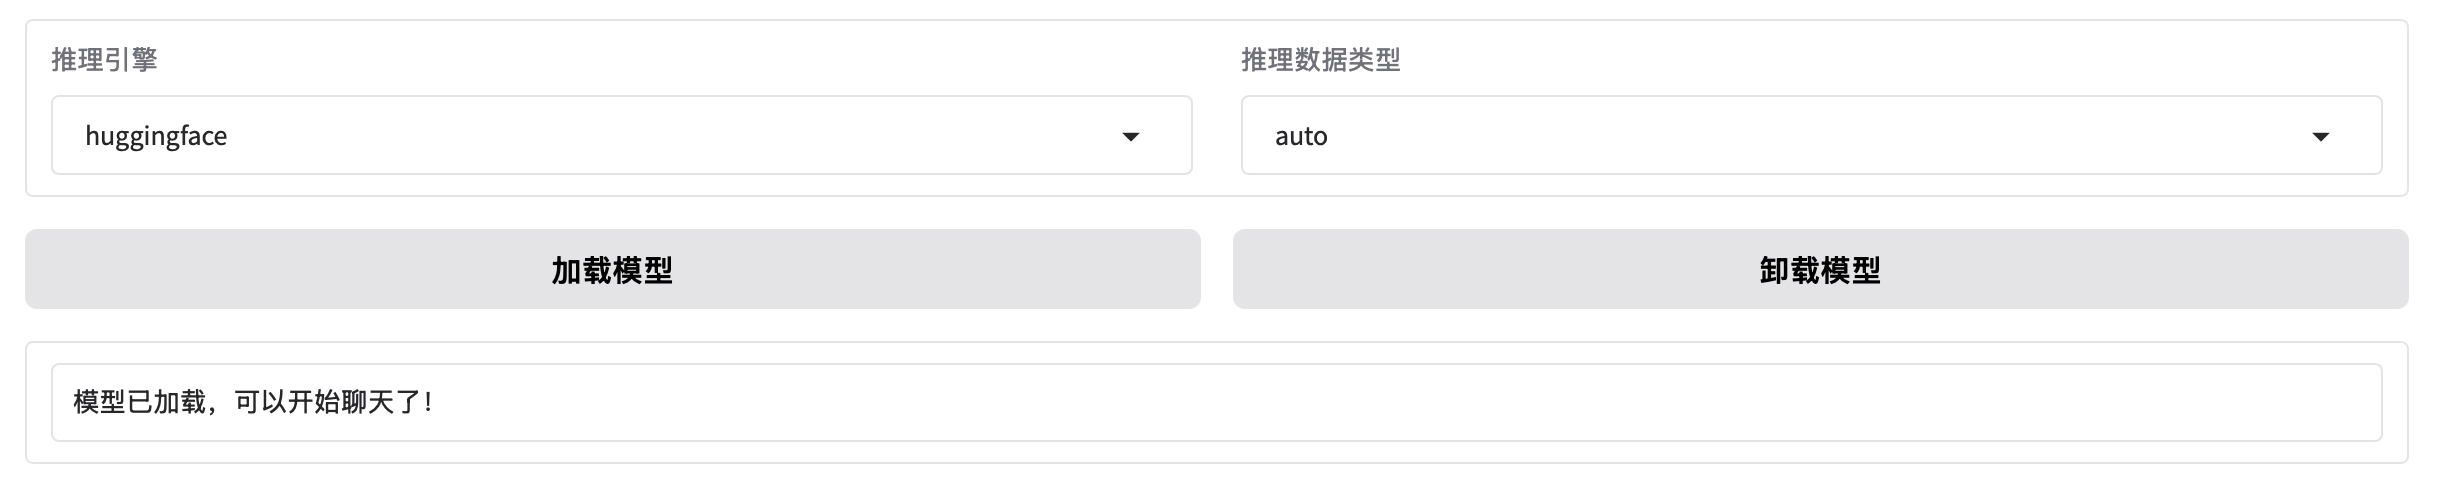 推理引擎
推理数据类型
huggingface
auto
加载模型
卸载模型
模型已加载，可以开始聊天了！